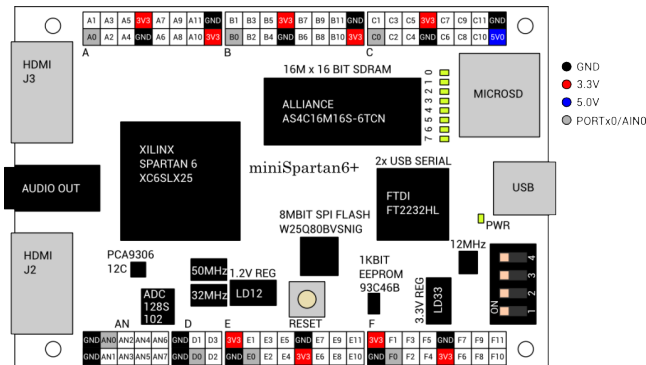 A1 A3 A5 3V3 A7 A9 A11 GND
A0 A2 A4 GND A6 A8 A10 3V3
A
B1 B3 B5 3V3 B7 B9 B11 GND
B0 B2 B4 GND B6 B8 B10 3V3
B
C1 C3 C5 3V3 C7 C9 C11 GND
C0 C2 C4 GND C6 C8 C10 5V0
C
GND
3.3V
5.0V
PORTx0/AIN0
HDMI
J3
16M x 16 BIT SDRAM
ALLIANCE
AS4C16M16S-6TCN
7 6 5 4 3 2 1 0
MICROSD
XILINX
SPARTAN 6
XC6SLX25
miniSpartan6+
2x USB SERIAL
FTDI
FT2232HL
AUDIO OUT
USB
PWR
8MBIT SPI FLASH
W25Q80BVSNIG
HDMI
J2
PCA9306
12C
50MHz
32MHz
1.2V REG
LD12
ADC
128S
102
RESET
1KBIT
EEPROM
93C46B
3.3V REG
LD33
12MHz
ON
1 2 3 4
AN
GND AN0 AN2 AN4 AN6
GND AN1 AN3 AN5 AN7
D
GND D1 D3
GND D0 D2
E
3V3 E1 E3 E5 GND E7 E9 E11
GND E0 E2 E4 3V3 E6 E8 E10
F
3V3 F1 F3 F5 GND F7 F9 F11
GND F0 F2 F4 3V3 F6 F8 F10